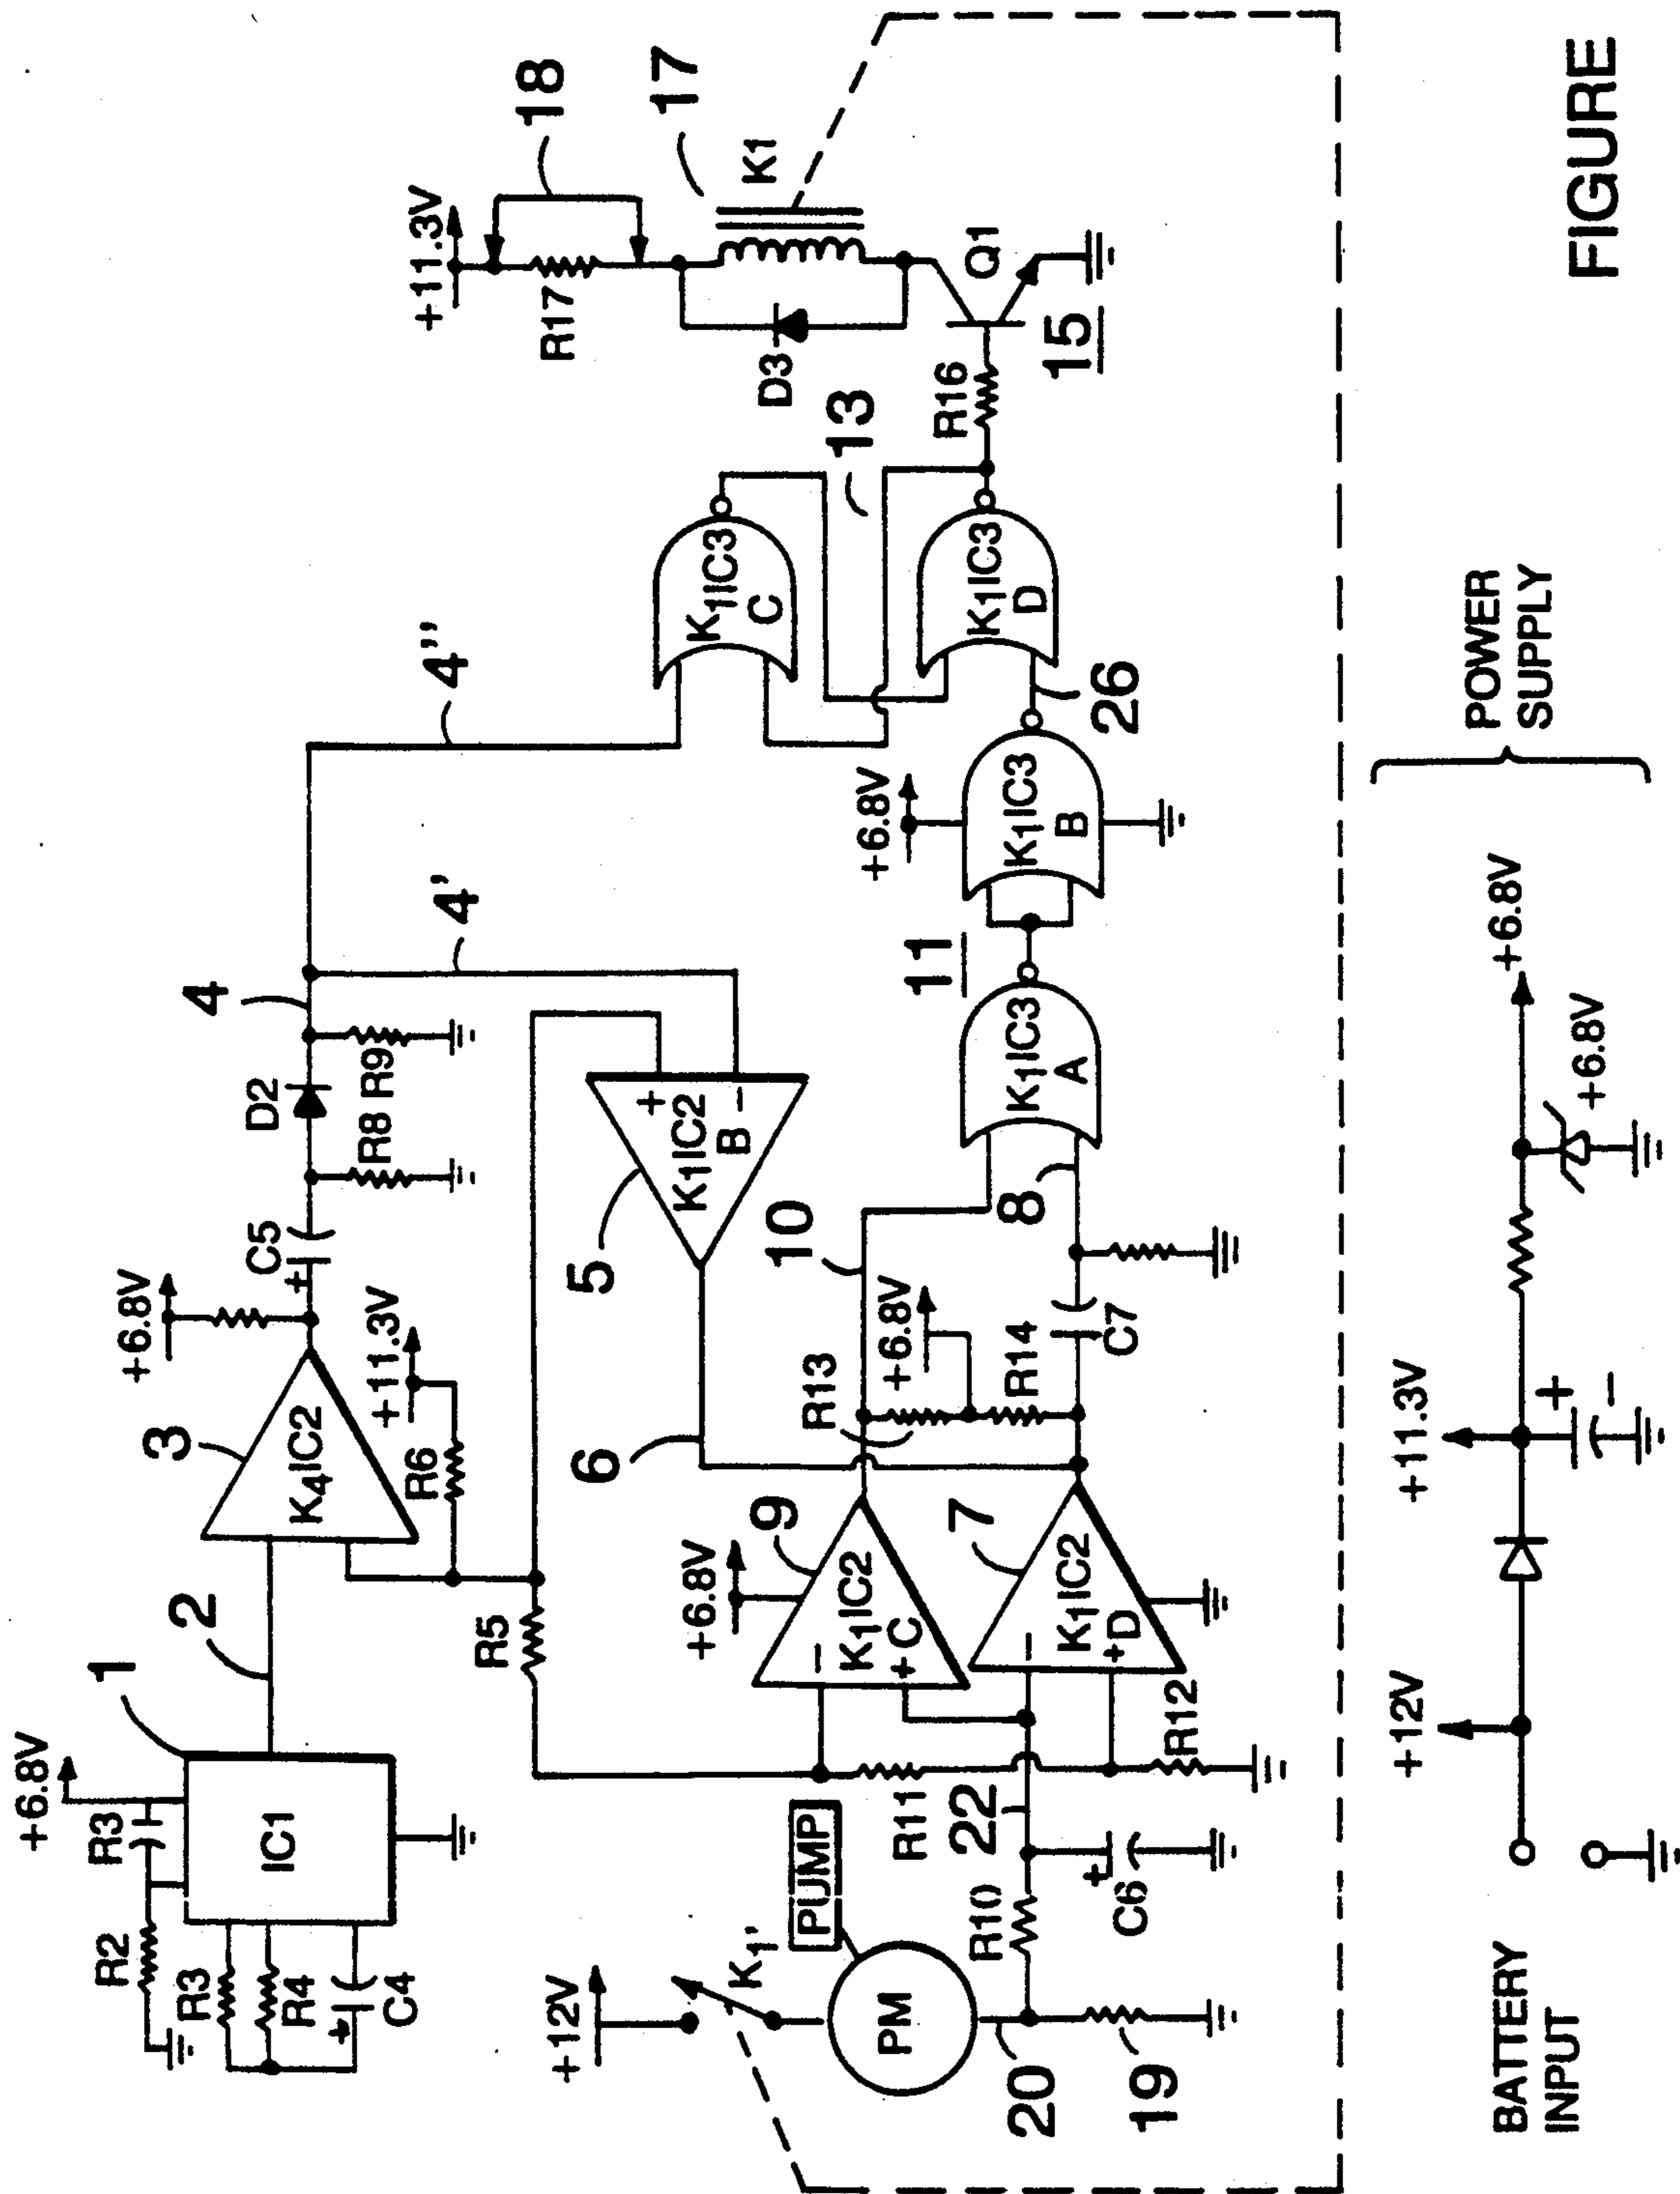 +6.8V
1
2
R3
IC1
R2
R3
R4
C4
+
3
K4IC2
+6.8V
+
C5
R8
D2
R9
4
4'
4"
R6
+11.3V
R5
5
K1IC2
B
+
−
6
K1IC3
C
13
+11.3V
18
R17
D3
K1
17
+12V
K1'
PUMP
PM
20
19
R10
+
C6
22
R11
R12
+6.8V
9
−
K1IC2
+C
7
−
K1IC2
+D
R13
+6.8V
R14
10
C7
8
K1IC3
A
11
+6.8V
K1IC3
B
26
K1IC3
D
R16
Q1
15
BATTERY
INPUT
+12V
+11.3V
+
−
+6.8V
+6.8V
POWER
SUPPLY
FIGURE